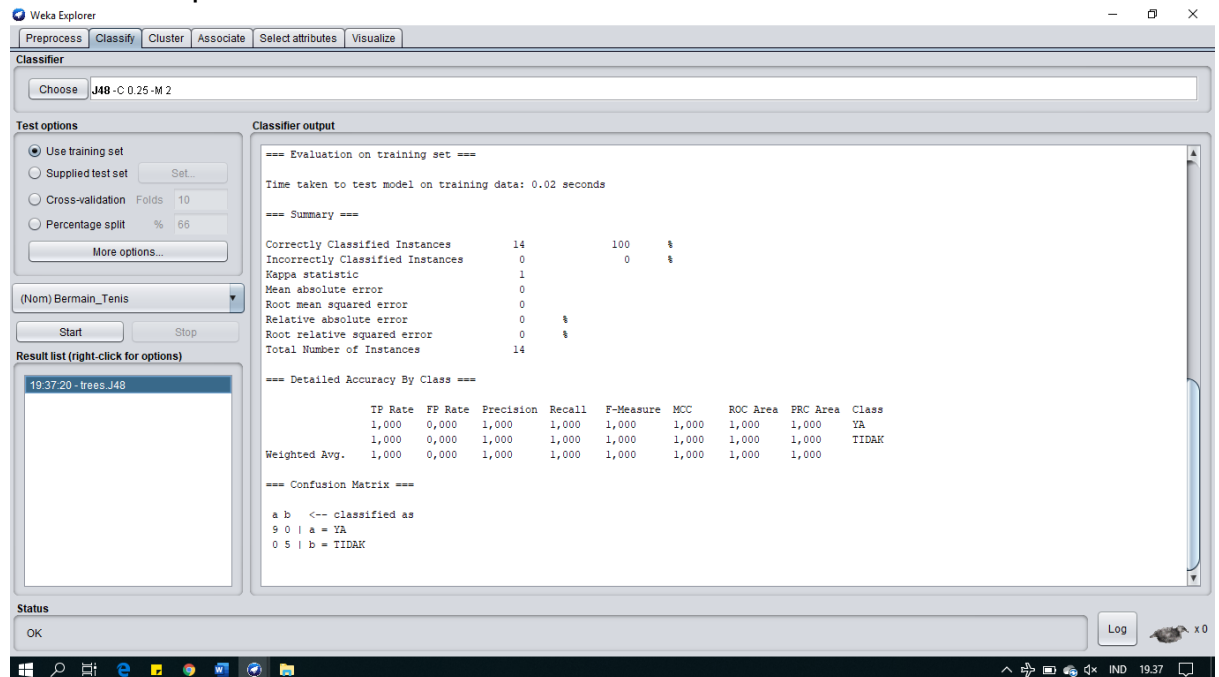 Weka Explorer
Preprocess Classify Cluster Associate Select attributes Visualize
Classifier
Choose J48 -C 0.25 -M 2
Test options
Use training set
Supplied test set Set...
Cross-validation Folds 10
Percentage split % 66
More options...
(Nom) Bermain_Tenis
Start Stop
Result list (right-click for options)
19:37:20 - trees.J48
Classifier output
=== Evaluation on training set ===
Time taken to test model on training data: 0.02 seconds
=== Summary ===
Correctly Classified Instances 14 100 %
Incorrectly Classified Instances 0 0 %
Kappa statistic 1
Mean absolute error 0
Root mean squared error 0
Relative absolute error 0 %
Root relative squared error 0 %
Total Number of Instances 14
=== Detailed Accuracy By Class ===
TP Rate FP Rate Precision Recall F-Measure MCC ROC Area PRC Area Class
1,000 0,000 1,000 1,000 1,000 1,000 1,000 1,000 YA
1,000 0,000 1,000 1,000 1,000 1,000 1,000 1,000 TIDAK
Weighted Avg. 1,000 0,000 1,000 1,000 1,000 1,000 1,000 1,000
=== Confusion Matrix ===
a b <-- classified as
9 0 | a = YA
0 5 | b = TIDAK
Status
OK
Log
x 0
IND 19.37